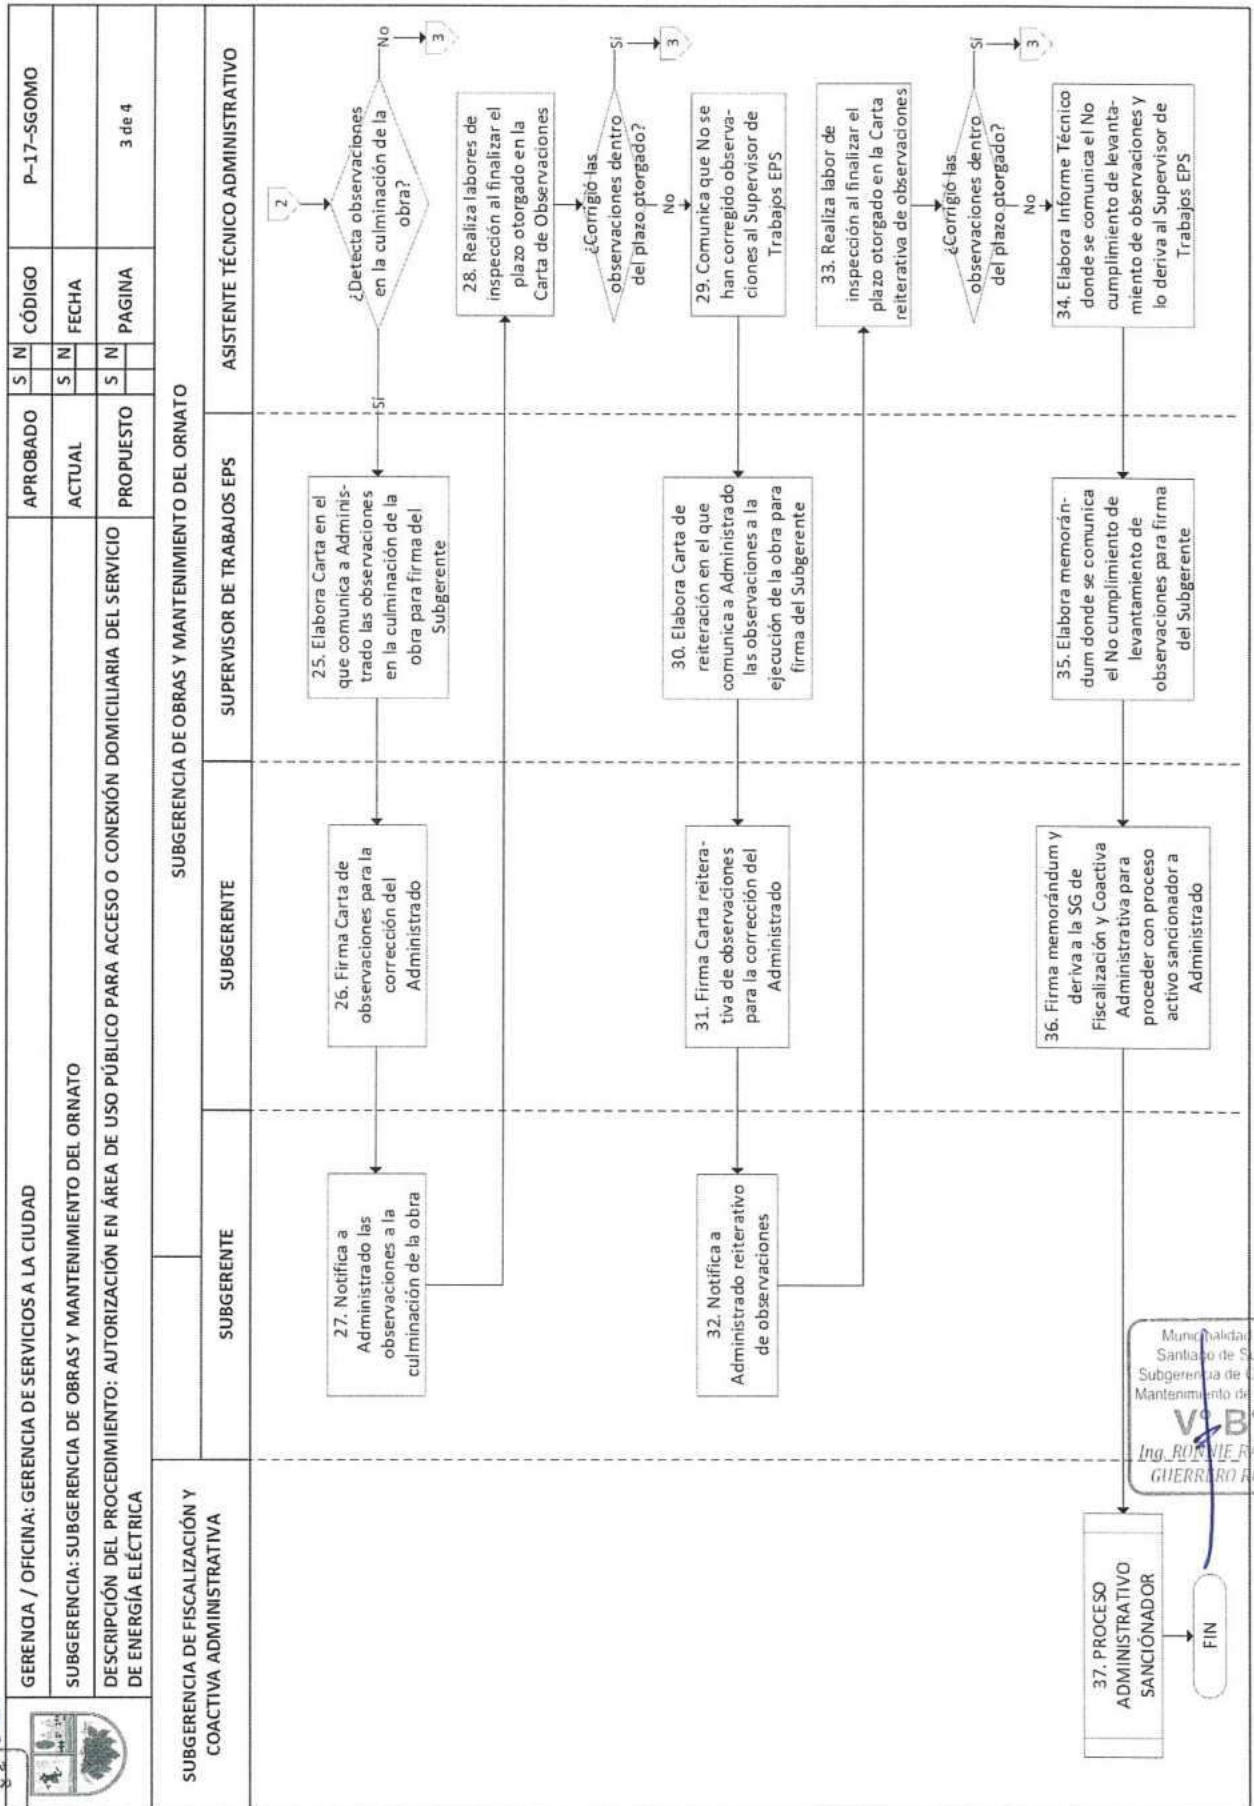 GERENCIA / OFICINA: GERENCIA DE SERVICIOS A LA CIUDAD
APROBADO
S N
CÓDIGO
P–17–SGOMO
SUBGERENCIA: SUBGERENCIA DE OBRAS Y MANTENIMIENTO DEL ORNATO
ACTUAL
S N
FECHA
DESCRIPCIÓN DEL PROCEDIMIENTO: AUTORIZACIÓN EN ÁREA DE USO PÚBLICO PARA ACCESO O CONEXIÓN DOMICILIARIA DEL SERVICIO
DE ENERGÍA ELÉCTRICA
PROPUESTO
S N
PAGINA
3 de 4
SUBGERENCIA DE FISCALIZACIÓN Y
COACTIVA ADMINISTRATIVA
SUBGERENCIA DE OBRAS Y MANTENIMIENTO DEL ORNATO
SUBGERENTE
SUBGERENTE
SUPERVISOR DE TRABAJOS EPS
ASISTENTE TÉCNICO ADMINISTRATIVO
2
¿Detecta observaciones
en la culminación de la
obra?
No
3
Sí
25. Elabora Carta en el
que comunica a Adminis-
trado las observaciones
en la culminación de la
obra para firma del
Subgerente
26. Firma Carta de
observaciones para la
corrección del
Administrado
27. Notifica a
Administrado las
observaciones a la
culminación de la obra
28. Realiza labores de
inspección al finalizar el
plazo otorgado en la
Carta de Observaciones
¿Corrigió las
observaciones dentro
del plazo otorgado?
Sí
3
No
29. Comunica que No se
han corregido observa-
ciones al Supervisor de
Trabajos EPS
30. Elabora Carta de
reiteración en el que
comunica a Administrado
las observaciones a la
ejecución de la obra para
firma del Subgerente
31. Firma Carta reitera-
tiva de observaciones
para la corrección del
Administrado
32. Notifica a
Administrado reiterativo
de observaciones
33. Realiza labor de
inspección al finalizar el
plazo otorgado en la Carta
reiterativa de observaciones
¿Corrigió las
observaciones dentro
del plazo otorgado?
Sí
3
No
34. Elabora Informe Técnico
donde se comunica el No
cumplimiento de levanta-
miento de observaciones y
lo deriva al Supervisor de
Trabajos EPS
35. Elabora memorán-
dum donde se comunica
el No cumplimiento de
levantamiento de
observaciones para firma
del Subgerente
36. Firma memorándum y
deriva a la SG de
Fiscalización y Coactiva
Administrativa para
proceder con proceso
activo sancionador a
Administrado
37. PROCESO
ADMINISTRATIVO
SANCIONADOR
FIN
Municipalidad
Santiago de
Subgerencia de
Mantenimiento de
V° B°
Ing. RONNIE
GUERRERO